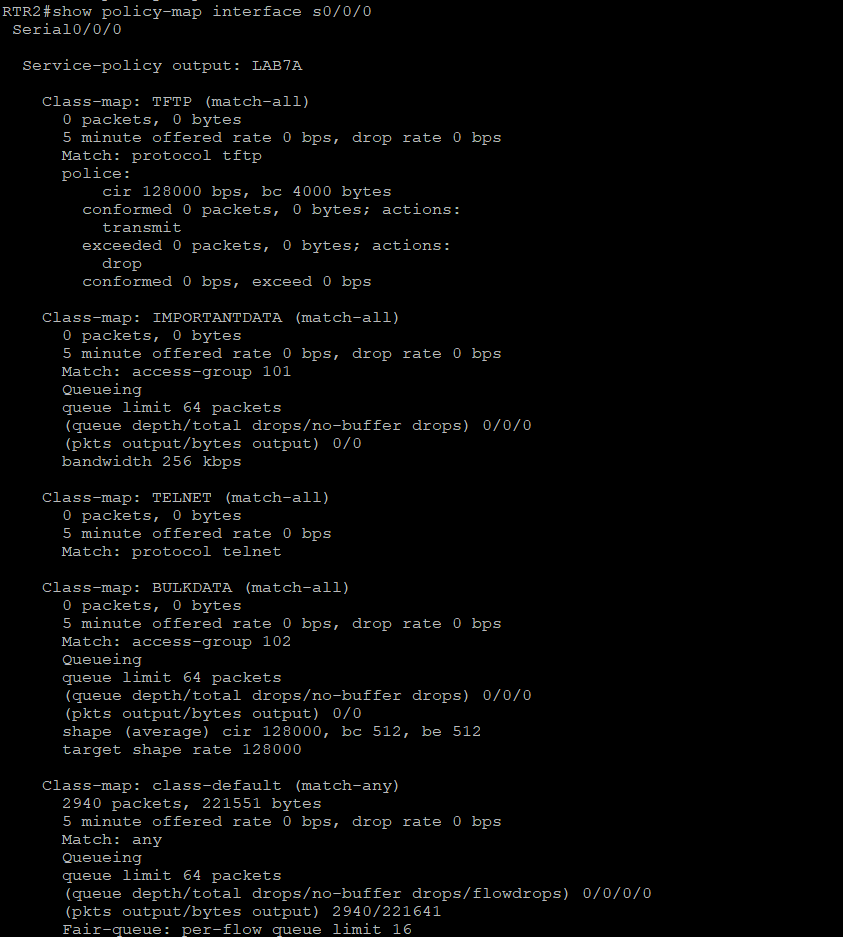 RTR2#show policy-map interface s0/0/0
Serial0/0/0
Service-policy output: LAB7A
Class-map: TFTP (match-all)
0 packets, 0 bytes
5 minute offered rate 0 bps, drop rate 0 bps
Match: protocol tftp
police:
cir 128000 bps, bc 4000 bytes
conformed 0 packets, 0 bytes; actions:
transmit
exceeded 0 packets, 0 bytes; actions:
drop
conformed 0 bps, exceed 0 bps
Class-map: IMPORTANTDATA (match-all)
0 packets, 0 bytes
5 minute offered rate 0 bps, drop rate 0 bps
Match: access-group 101
Queueing
queue limit 64 packets
(queue depth/total drops/no-buffer drops) 0/0/0
(pkts output/bytes output) 0/0
bandwidth 256 kbps
Class-map: TELNET (match-all)
0 packets, 0 bytes
5 minute offered rate 0 bps
Match: protocol telnet
Class-map: BULKDATA (match-all)
0 packets, 0 bytes
5 minute offered rate 0 bps, drop rate 0 bps
Match: access-group 102
Queueing
queue limit 64 packets
(queue depth/total drops/no-buffer drops) 0/0/0
(pkts output/bytes output) 0/0
shape (average) cir 128000, bc 512, be 512
target shape rate 128000
Class-map: class-default (match-any)
2940 packets, 221551 bytes
5 minute offered rate 0 bps, drop rate 0 bps
Match: any
Queueing
queue limit 64 packets
(queue depth/total drops/no-buffer drops/flowdrops) 0/0/0/0
(pkts output/bytes output) 2940/221641
Fair-queue: per-flow queue limit 16